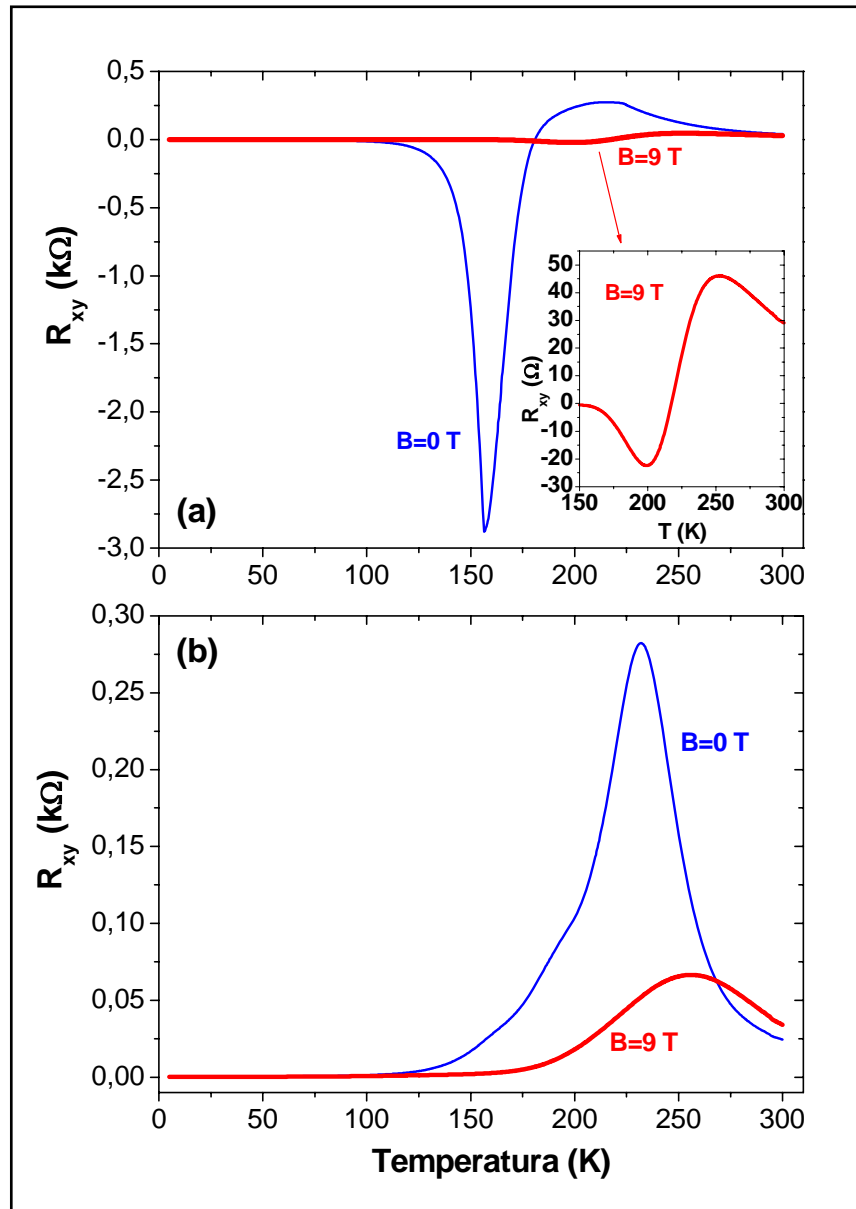 0,5
0,0
-0,5
-1,0
-1,5
-2,0
-2,5
-3,0
R_xy (kΩ)
B=9 T
B=0 T
(a)
50
40
30
20
10
0
-10
-20
-30
R_xy (Ω)
B=9 T
150 200 250 300
T (K)
0 50 100 150 200 250 300
0,30
0,25
0,20
0,15
0,10
0,05
0,00
R_xy (kΩ)
(b)
B=0 T
B=9 T
0 50 100 150 200 250 300
Temperatura (K)